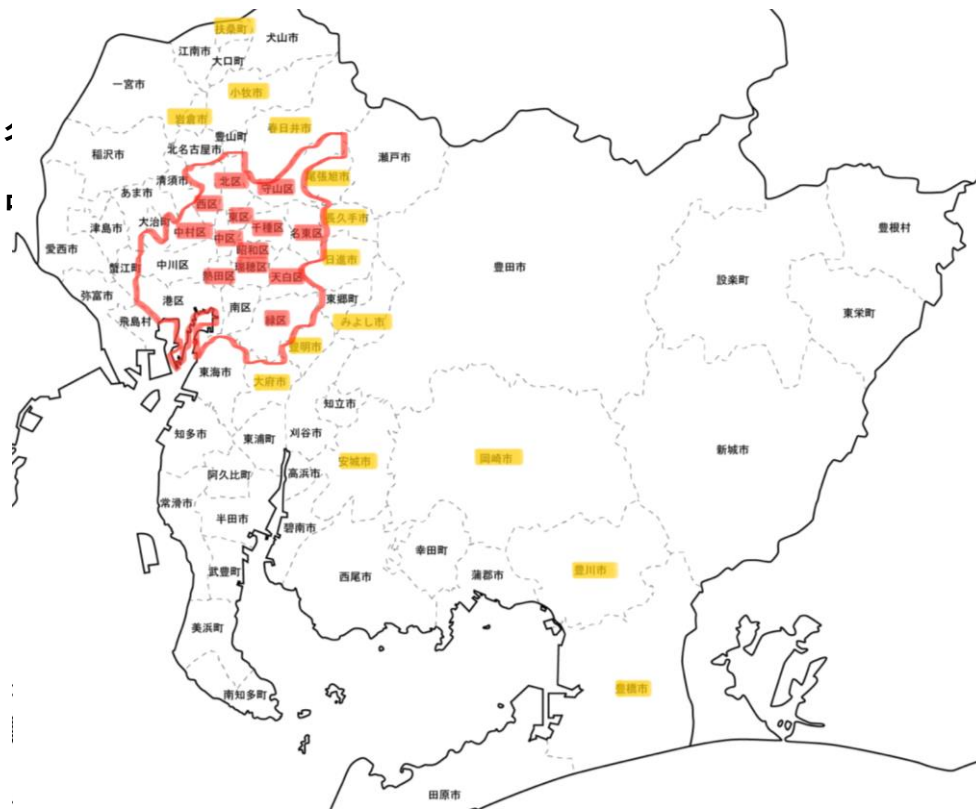 扶桑町
犬山市
江南市
大口町
一宮市
小牧市
岩倉市
春日井市
豊山町
北名古屋市
稲沢市
瀬戸市
清須市
北区
守山区
尾張旭市
あま市
西区
東区
千種区
長久手市
津島市
大治町
中村区
中区
名東区
豊根村
愛西市
昭和区
日進市
蟹江町
中川区
瑞穂区
豊田市
熱田区
天白区
設楽町
弥富市
港区
南区
東郷町
飛島村
緑区
みよし市
東栄町
豊明市
東海市
大府市
知立市
知多市
東浦町
刈谷市
新城市
安城市
岡崎市
阿久比町
高浜市
常滑市
半田市
碧南市
幸田町
武豊町
西尾市
蒲郡市
豊川市
美浜町
南知多町
豊橋市
田原市